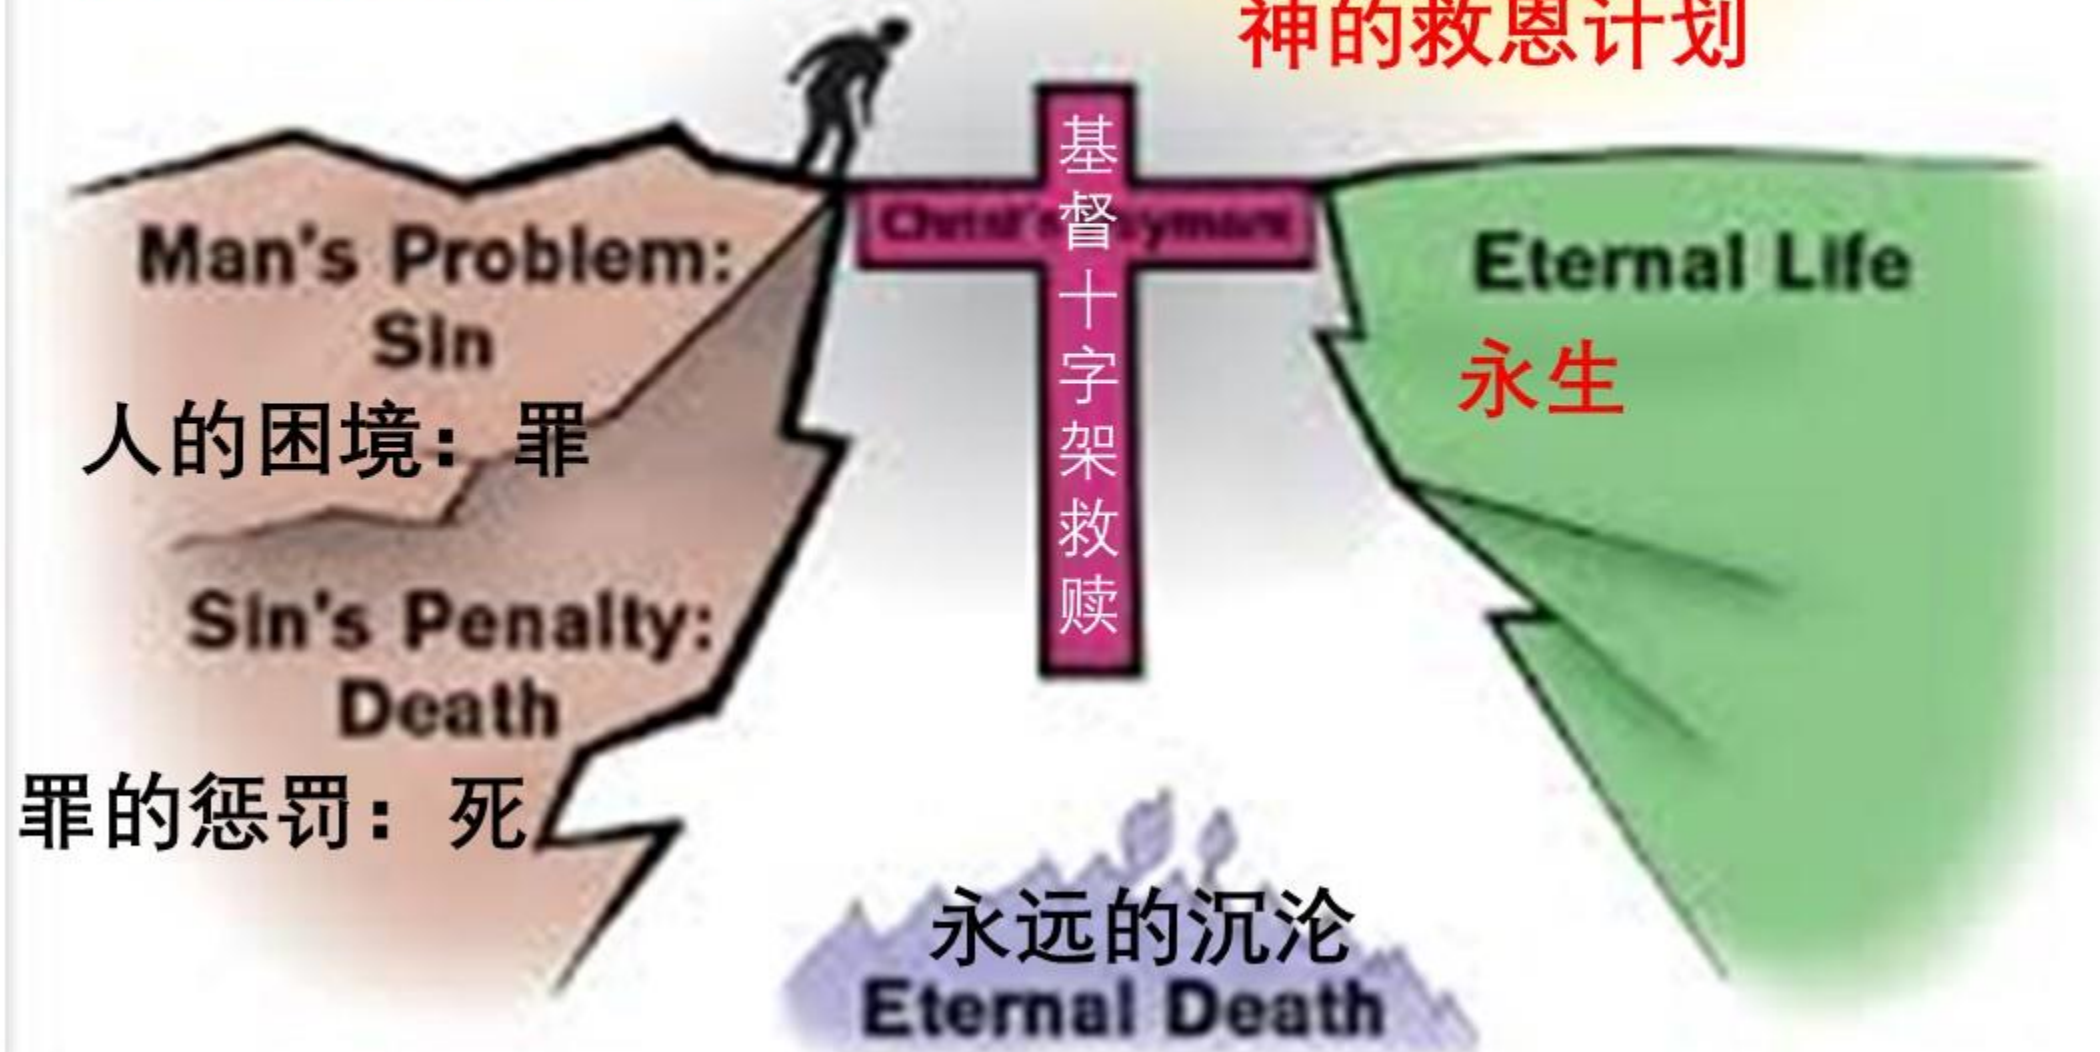 神的救恩计划
基督十字架救赎
Christ's
Man's Problem:
Sin
人的困境：罪
Eternal Life
永生
Sin's Penalty:
Death
罪的惩罚：死
永远的沉沦
Eternal Death